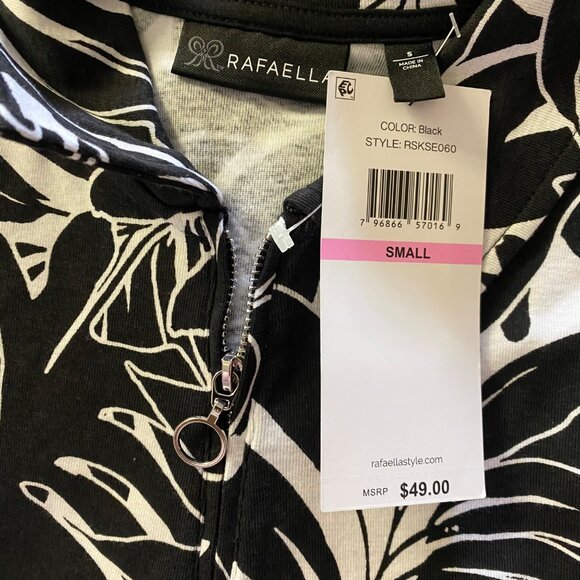 RAFAELLA
S
MADE IN
CHINA
COLOR: Black
STYLE: RSKSE060
7 96866 57016 9
SMALL
rafaellastyle.com
MSRP $49.00